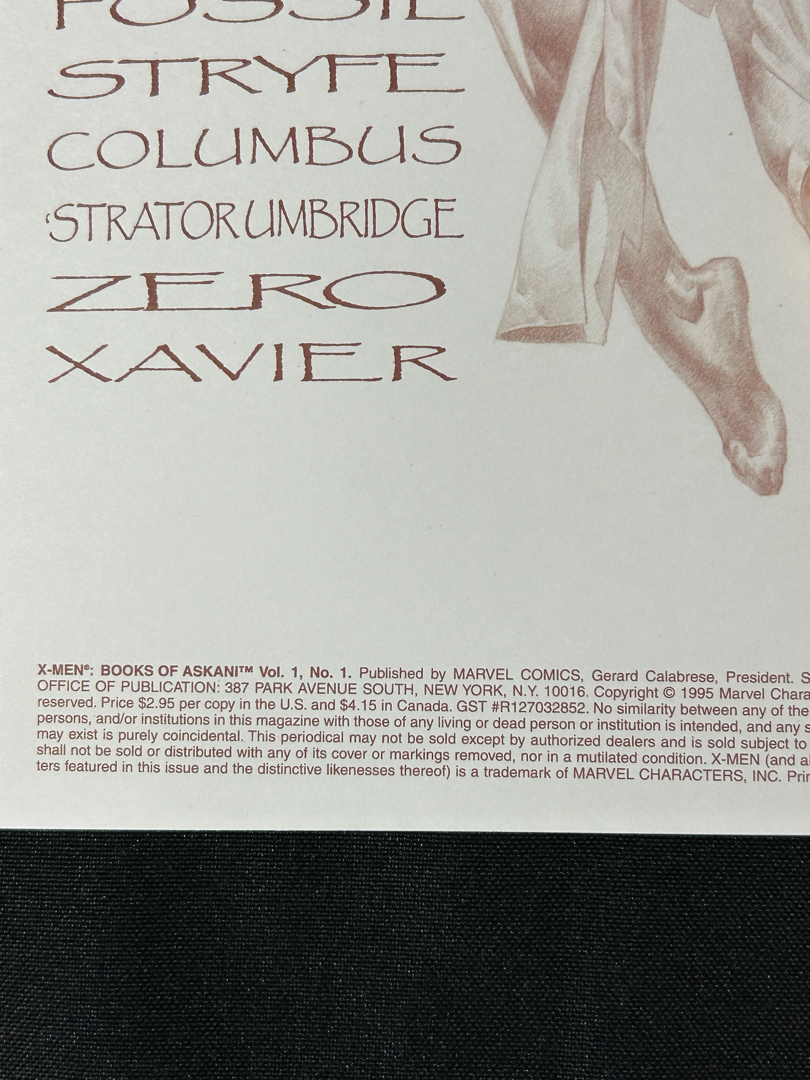 FOSSIL
STRYFE
COLUMBUS
‘STRATOR UMBRIDGE
ZERO
XAVIER
X-MEN®: BOOKS OF ASKANI™ Vol. 1, No. 1. Published by MARVEL COMICS, Gerard Calabrese, President. S
OFFICE OF PUBLICATION: 387 PARK AVENUE SOUTH, NEW YORK, N.Y. 10016. Copyright © 1995 Marvel Chara
reserved. Price $2.95 per copy in the U.S. and $4.15 in Canada. GST #R127032852. No similarity between any of the
persons, and/or institutions in this magazine with those of any living or dead person or institution is intended, and any s
may exist is purely coincidental. This periodical may not be sold except by authorized dealers and is sold subject to
shall not be sold or distributed with any of its cover or markings removed, nor in a mutilated condition. X-MEN (and al
ters featured in this issue and the distinctive likenesses thereof) is a trademark of MARVEL CHARACTERS, INC. Prin